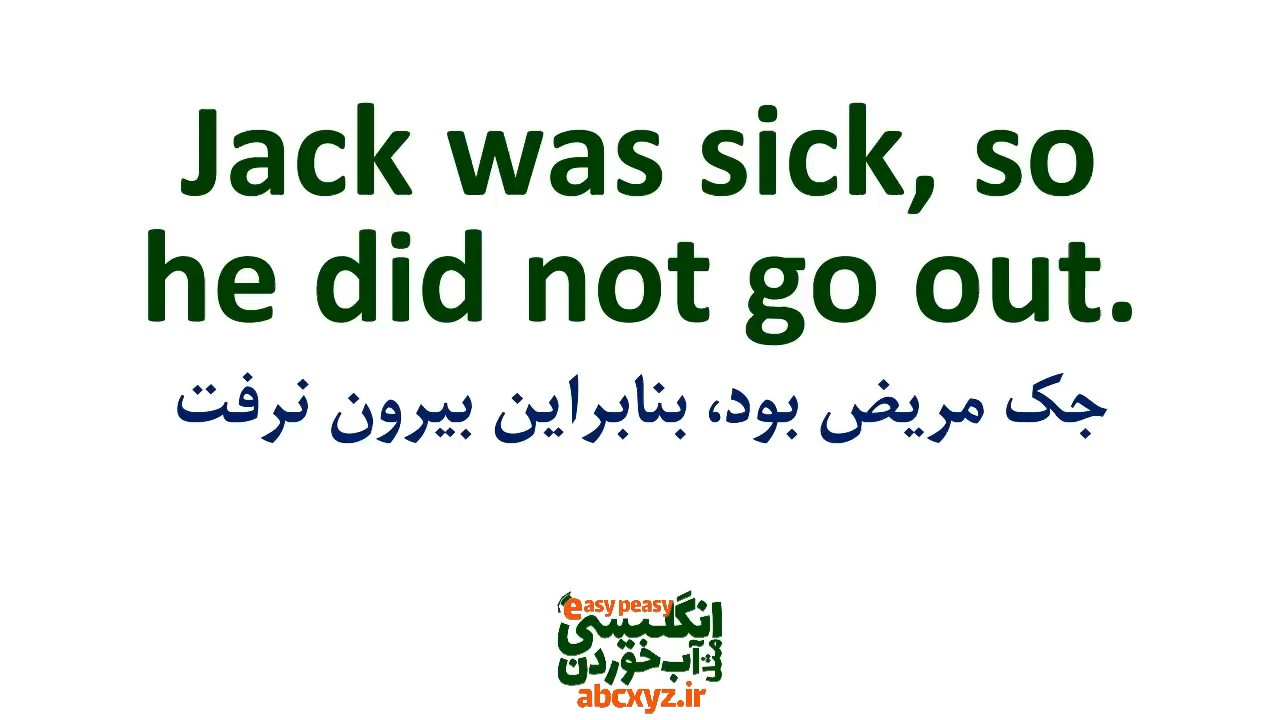 Jack was sick, so
he did not go out.
جک مریض بود، بنابراین بیرون نرفت
easy peasy
انگلیسی
مثل آب خوردن
abcxyz.ir